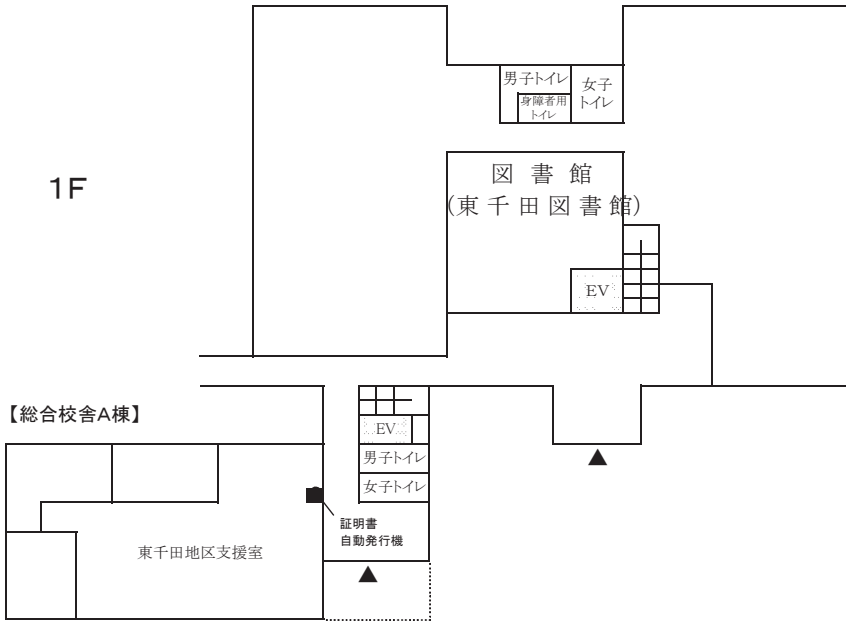 男子トイレ
女子
トイレ
身障者用
トイレ
1F
図書館
(東千田図書館)
EV
【総合校舎A棟】
EV
男子トイレ
女子トイレ
証明書
自動発行機
東千田地区支援室